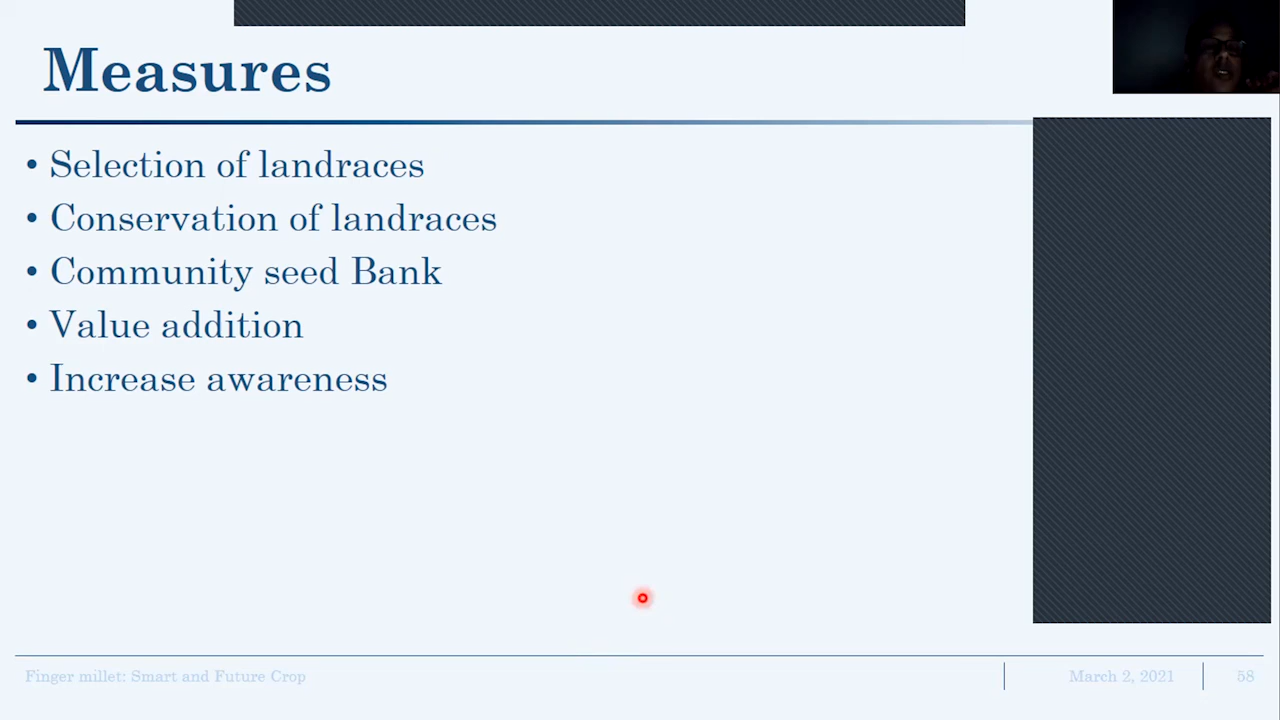 Measures
• Selection of landraces
• Conservation of landraces
• Community seed Bank
• Value addition
• Increase awareness
Finger millet: Smart and Future Crop
March 2, 2021
58